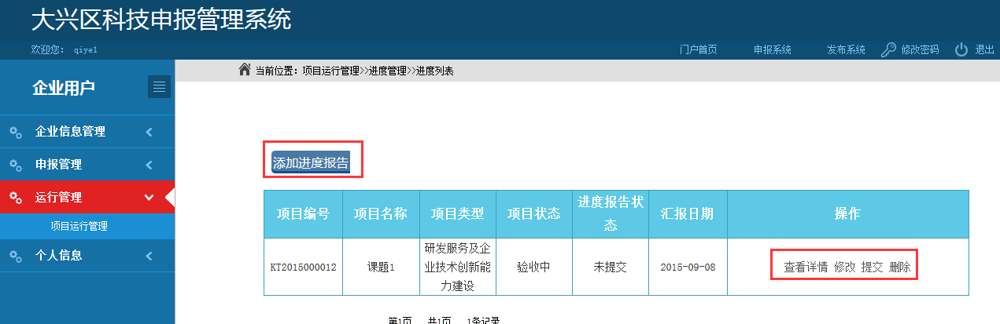 大兴区科技申报管理系统
欢迎您： qiye1 门户首页 申报系统 发布系统 修改密码 退出
企业用户
当前位置：项目运行管理>>进度管理>>进度列表
企业信息管理
申报管理
运行管理
项目运行管理
个人信息
添加进度报告
项目编号 项目名称 项目类型 项目状态 进度报告状态 汇报日期 操作
KT2015000012 课题1 研发服务及企业技术创新能力建设 验收中 未提交 2015-09-08 查看详情 修改 提交 删除
第1页 共1页 1条记录